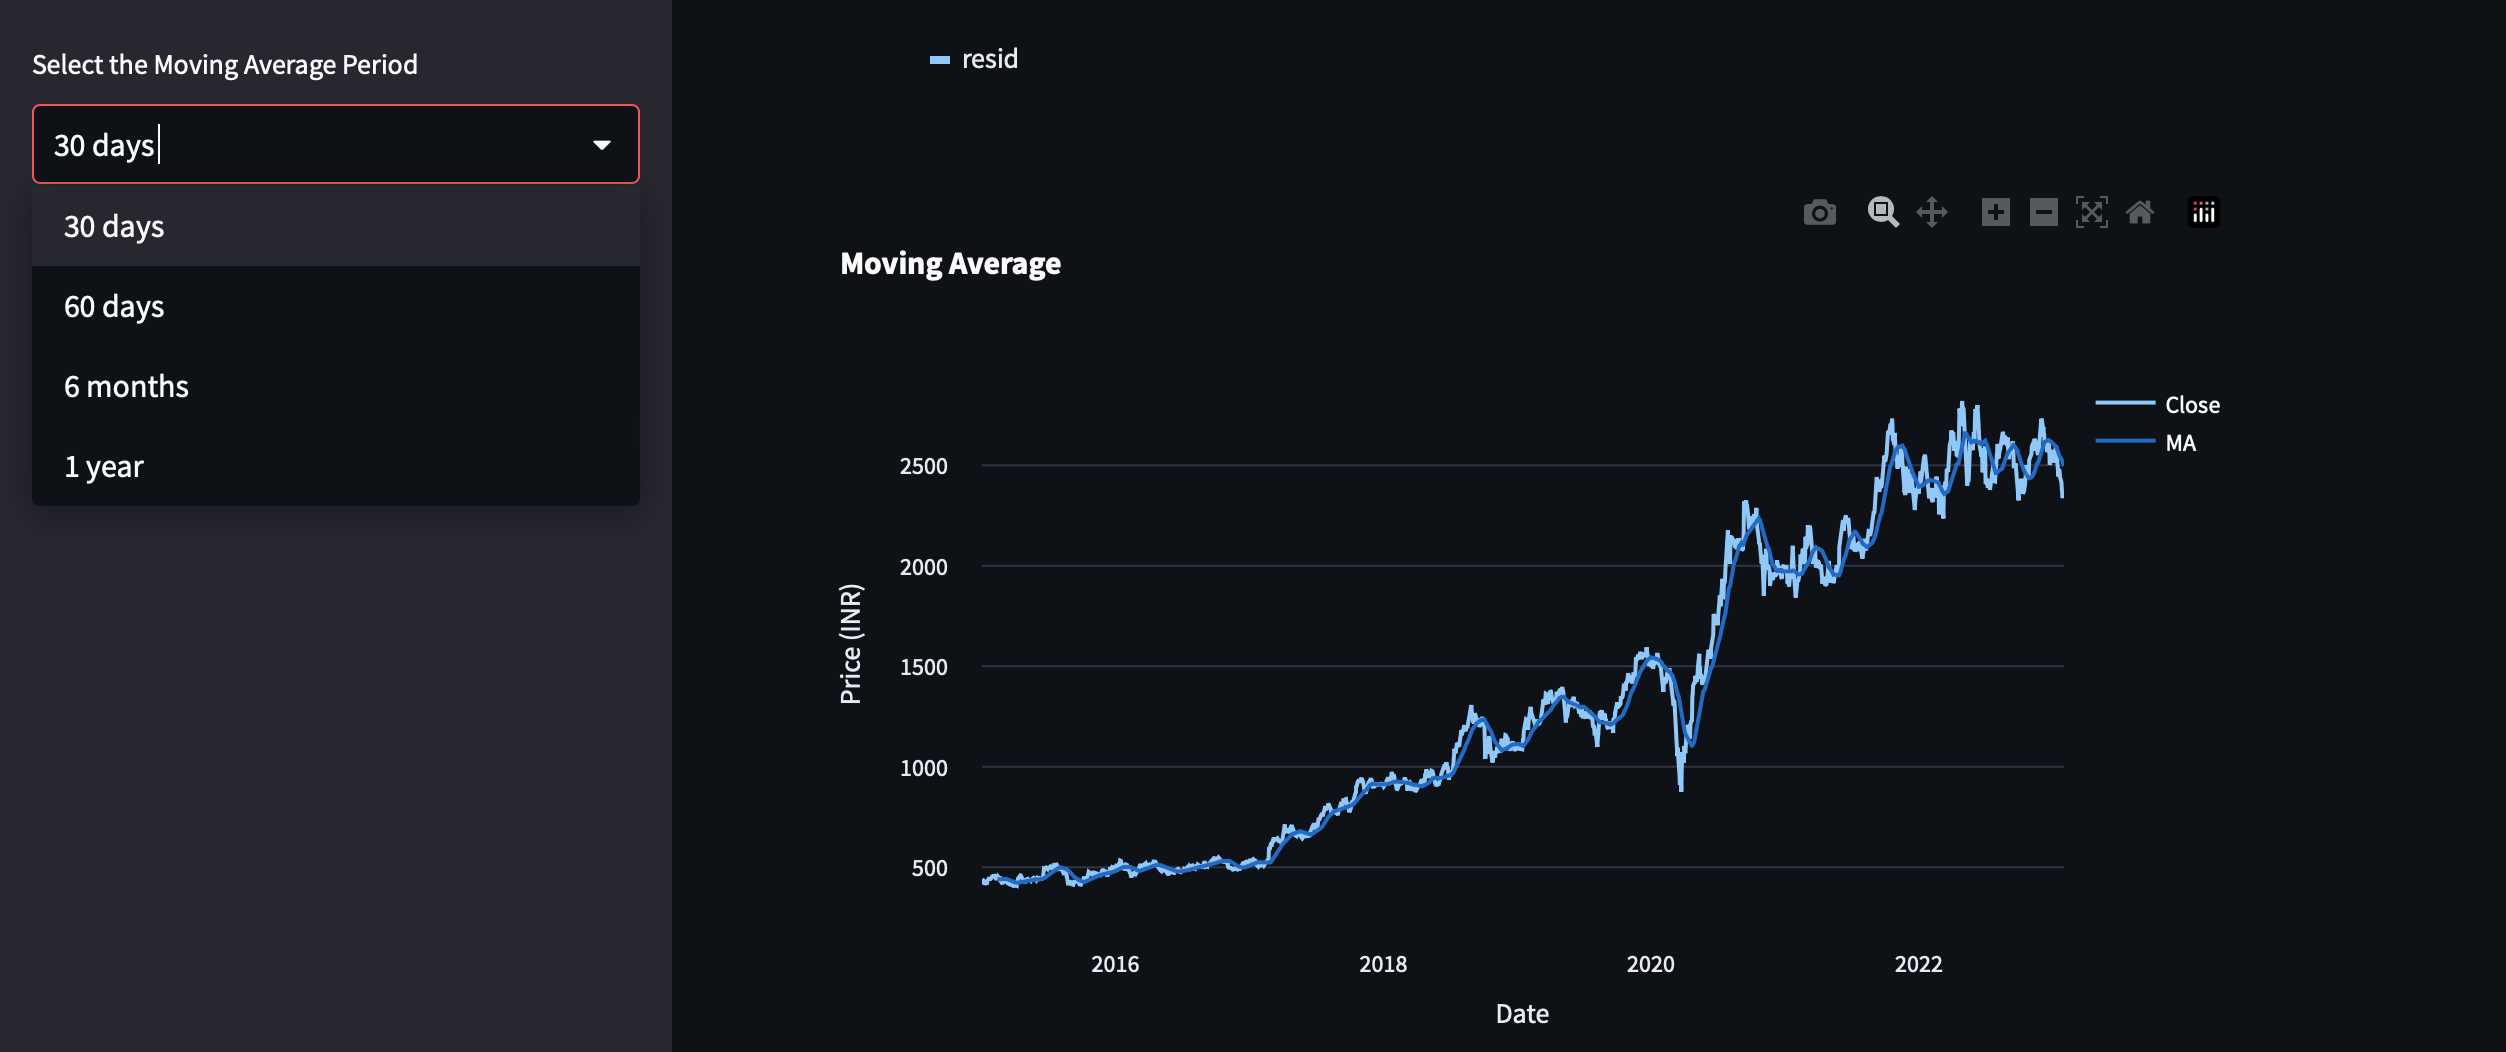 Select the Moving Average Period
30 days
30 days
60 days
6 months
1 year
resid
Moving Average
Close
MA
Price (INR)
2500
2000
1500
1000
500
2016 2018 2020 2022
Date